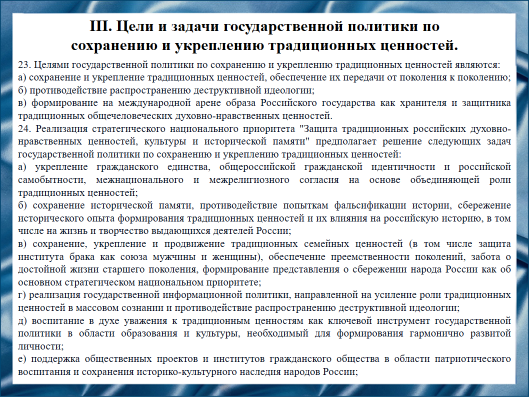 III. Цели и задачи государственной политики по
сохранению и укреплению традиционных ценностей.
23. Целями государственной политики по сохранению и укреплению традиционных ценностей являются:
а) сохранение и укрепление традиционных ценностей, обеспечение их передачи от поколения к поколению;
б) противодействие распространению деструктивной идеологии;
в) формирование на международной арене образа Российского государства как хранителя и защитника
традиционных общечеловеческих духовно-нравственных ценностей.
24. Реализация стратегического национального приоритета "Защита традиционных российских духовно-
нравственных ценностей, культуры и исторической памяти" предполагает решение следующих задач
государственной политики по сохранению и укреплению традиционных ценностей:
а) укрепление гражданского единства, общероссийской гражданской идентичности и российской
самобытности, межнационального и межрелигиозного согласия на основе объединяющей роли
традиционных ценностей;
б) сохранение исторической памяти, противодействие попыткам фальсификации истории, сбережение
исторического опыта формирования традиционных ценностей и их влияния на российскую историю, в том
числе на жизнь и творчество выдающихся деятелей России;
в) сохранение, укрепление и продвижение традиционных семейных ценностей (в том числе защита
института брака как союза мужчины и женщины), обеспечение преемственности поколений, забота о
достойной жизни старшего поколения, формирование представления о сбережении народа России как об
основном стратегическом национальном приоритете;
г) реализация государственной информационной политики, направленной на усиление роли традиционных
ценностей в массовом сознании и противодействие распространению деструктивной идеологии;
д) воспитание в духе уважения к традиционным ценностям как ключевой инструмент государственной
политики в области образования и культуры, необходимый для формирования гармонично развитой
личности;
е) поддержка общественных проектов и институтов гражданского общества в области патриотического
воспитания и сохранения историко-культурного наследия народов России;